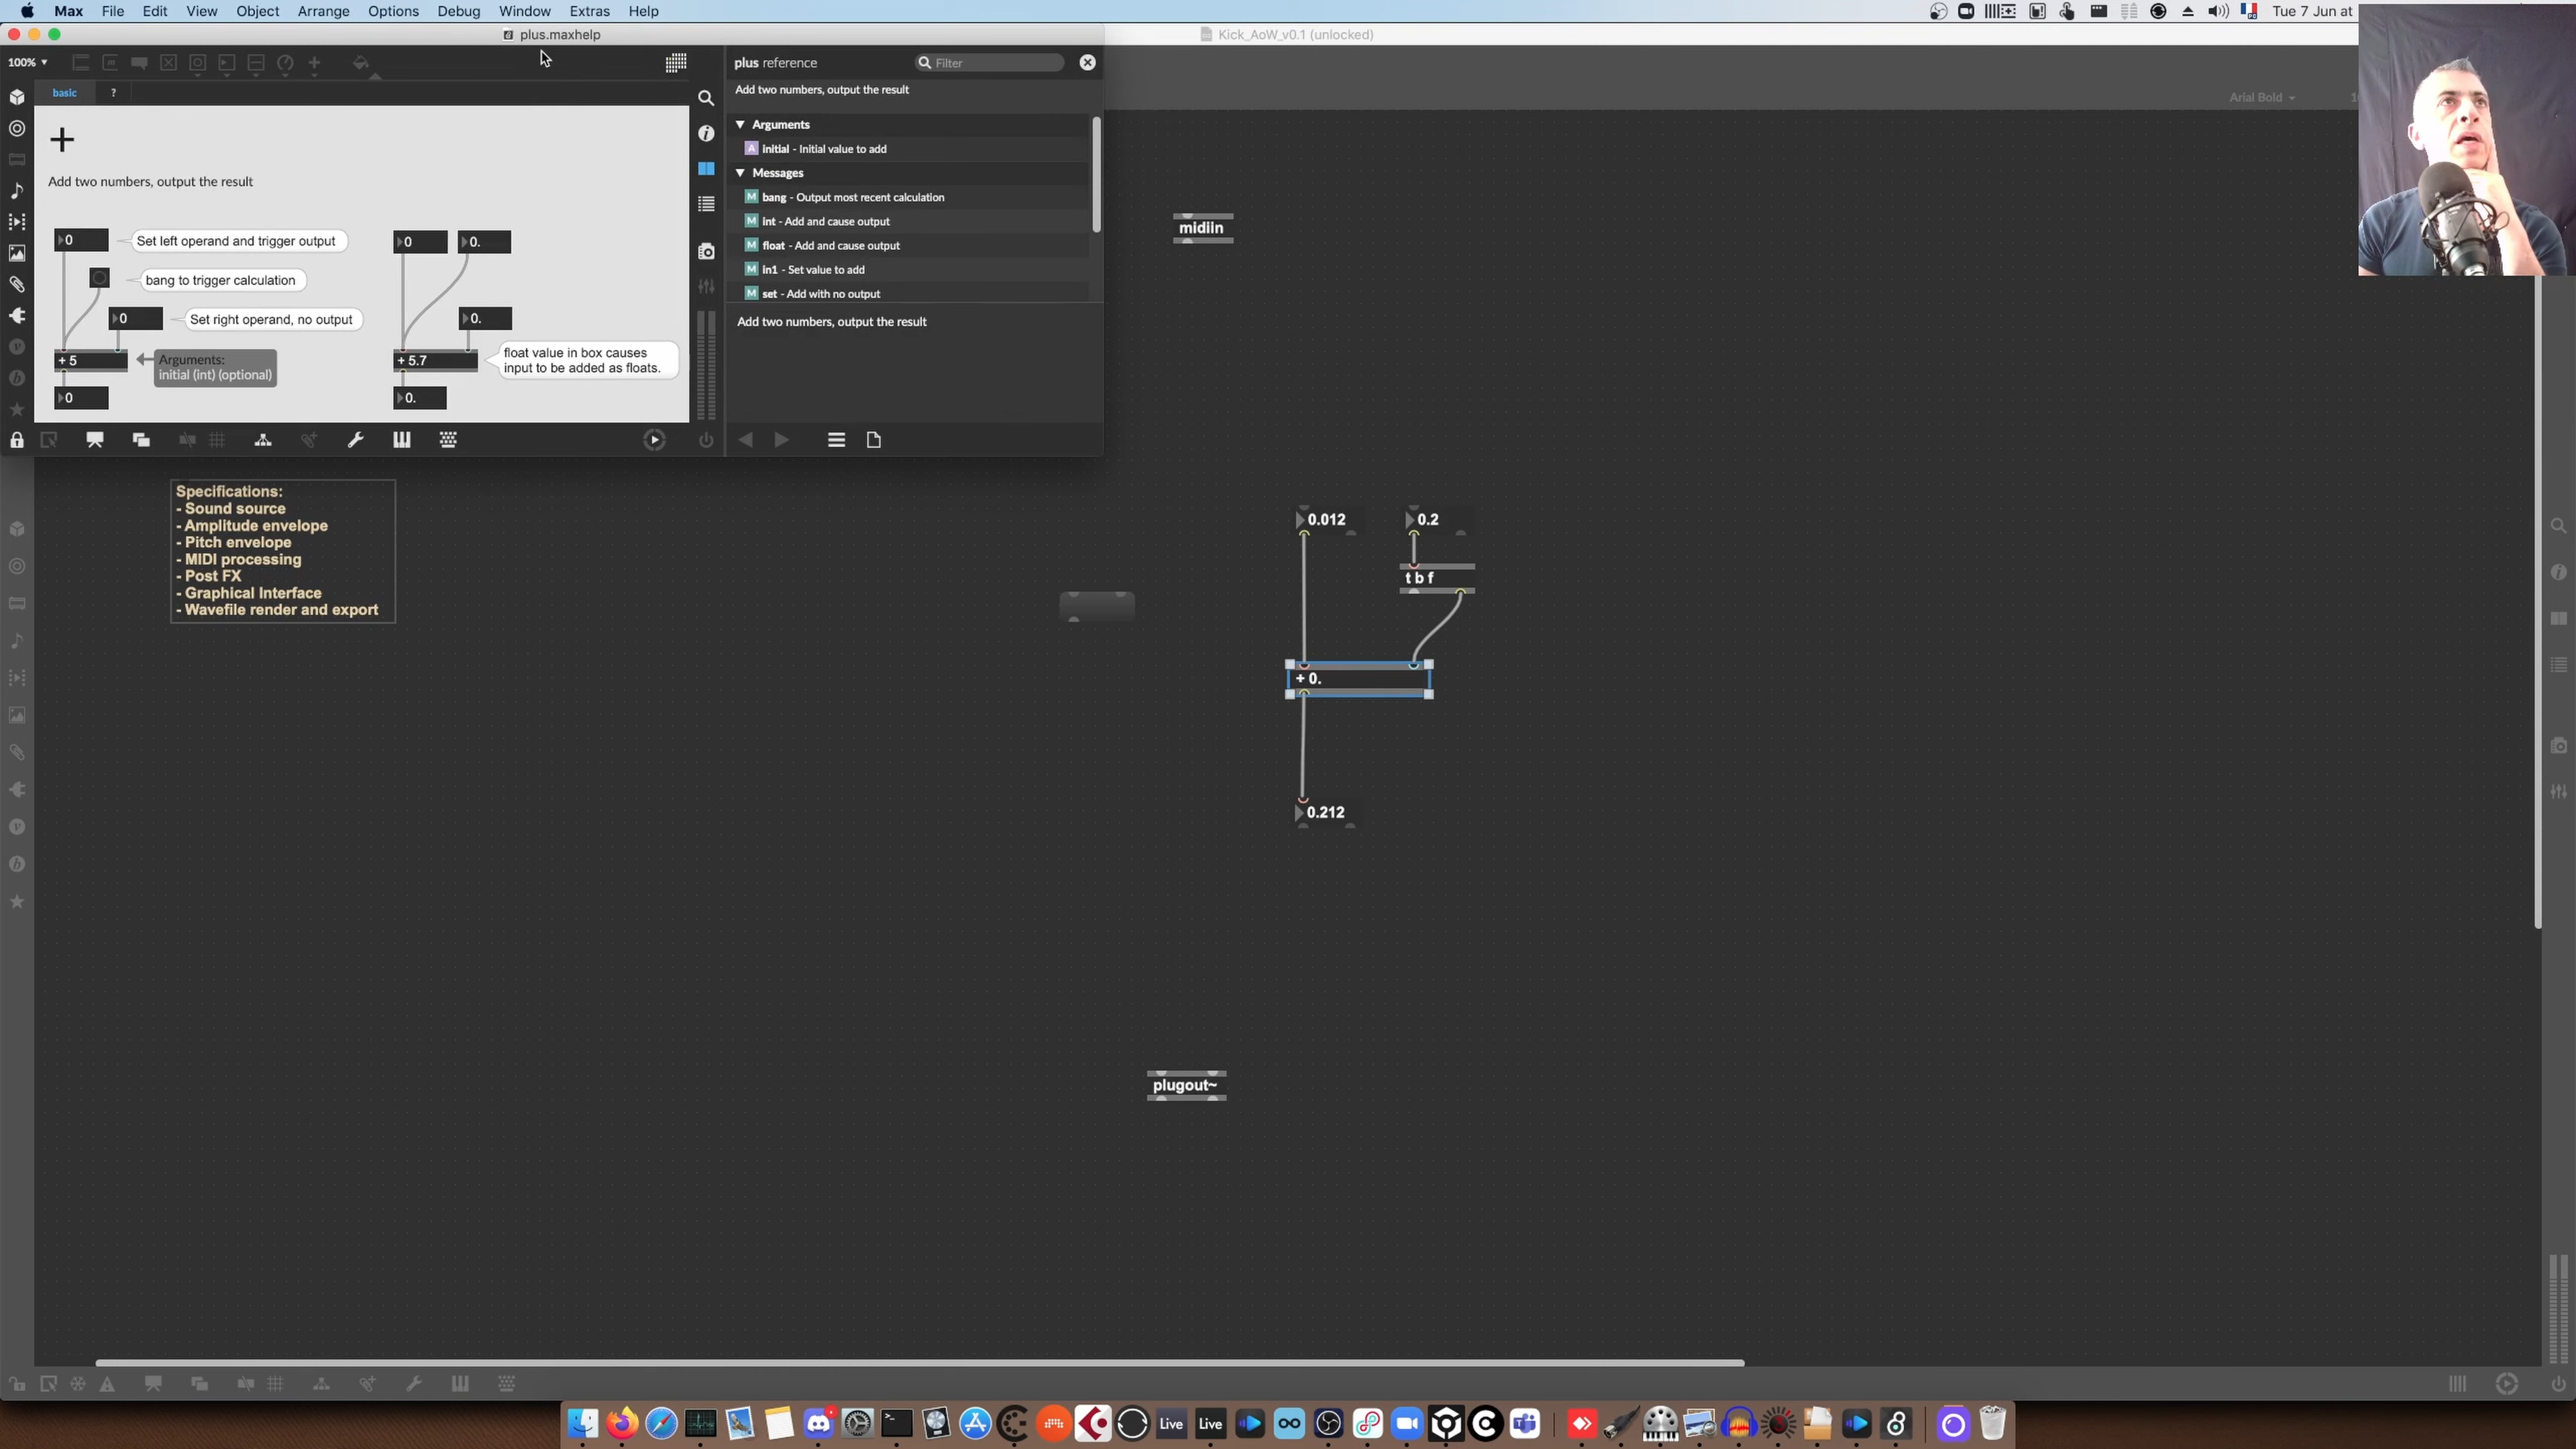 Max File Edit View Object Arrange Options Debug Window Extras Help
Tue 7 Jun at
plus.maxhelp
Kick_AoW_v0.1 (unlocked)
100%
plus reference
Filter
Arial Bold
basic ?
Add two numbers, output the result
Arguments
A initial - Initial value to add
Messages
M bang - Output most recent calculation
M int - Add and cause output
M float - Add and cause output
M in1 - Set value to add
M set - Add with no output
Add two numbers, output the result
+
Add two numbers, output the result
0
Set left operand and trigger output
bang to trigger calculation
0
Set right operand, no output
+ 5
Arguments:
initial (int) (optional)
0
0
0.
0.
+ 5.7
float value in box causes
input to be added as floats.
0.
midiin
Specifications:
- Sound source
- Amplitude envelope
- Pitch envelope
- MIDI processing
- Post FX
- Graphical Interface
- Wavefile render and export
0.012
0.2
t b f
+ 0.
0.212
plugout~
Live
Live